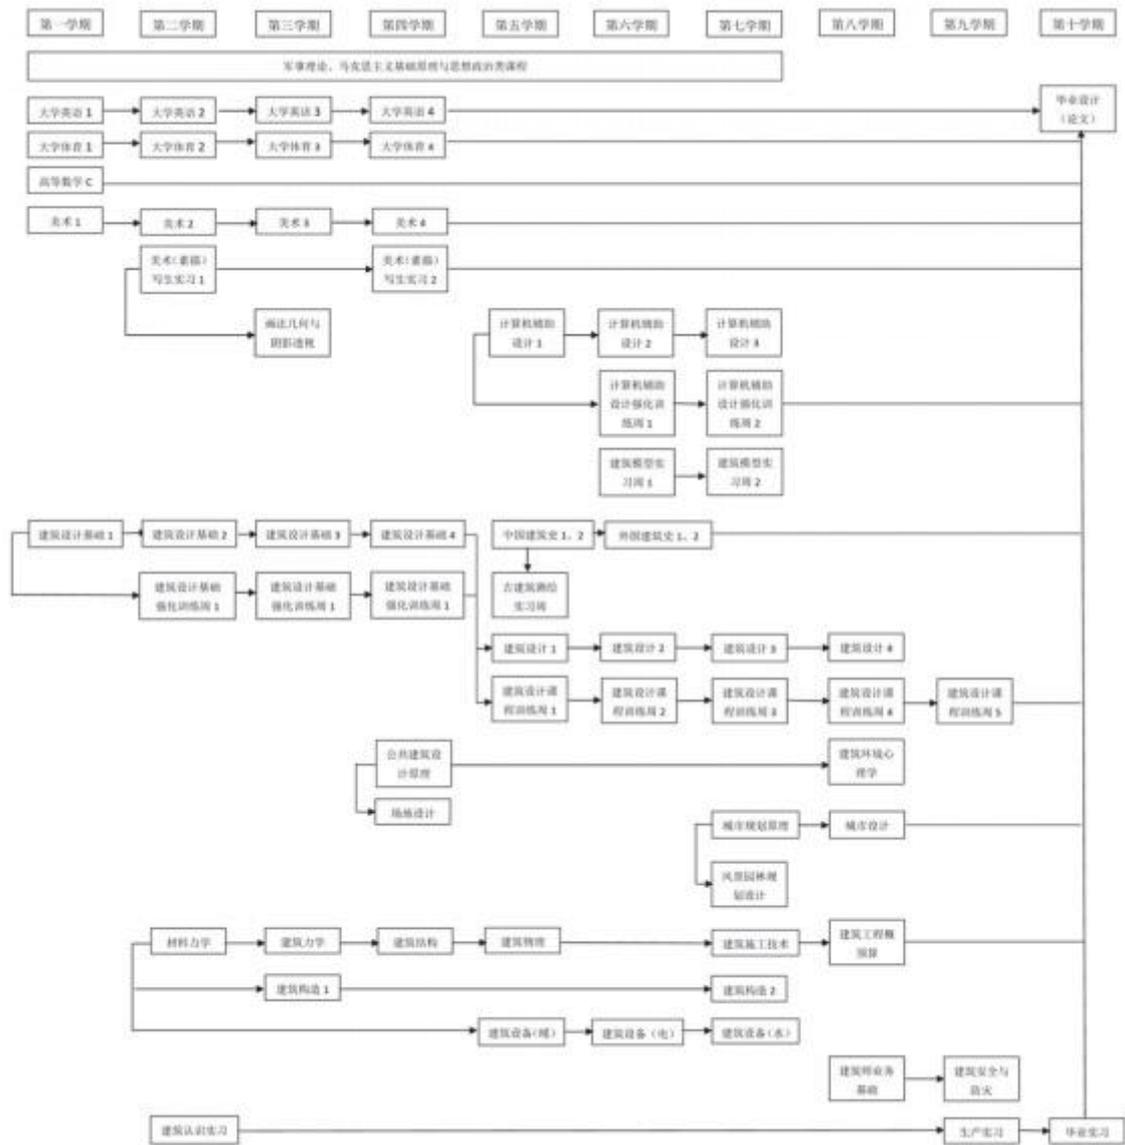 第一学期 第二学期 第三学期 第四学期 第五学期 第六学期 第七学期 第八学期 第九学期 第十学期
军事理论、马克思主义基础原理与思想政治类课程
大学英语 1 大学英语 2 大学英语 3 大学英语 4
毕业设计
（论文）
大学体育 1 大学体育 2 大学体育 3 大学体育 4
高等数学 C
美术 1 美术 2 美术 3 美术 4
美术（素描）
写生实习 1
美术（素描）
写生实习 2
画法几何与
阴影透视
计算机辅助
设计 1
计算机辅助
设计 2
计算机辅助
设计 3
计算机辅助
设计强化训
练周 1
计算机辅助
设计强化训
练周 2
建筑模型实
习周 1
建筑模型实
习周 2
建筑设计基础 1 建筑设计基础 2 建筑设计基础 3 建筑设计基础 4 中国建筑史 1、2 外国建筑史 1、2
建筑设计基础
强化训练周 1
建筑设计基础
强化训练周 1
建筑设计基础
强化训练周 1
古建筑测绘
实习周
建筑设计 1 建筑设计 2 建筑设计 3 建筑设计 4
建筑设计课
程训练周 1
建筑设计课
程训练周 2
建筑设计课
程训练周 3
建筑设计课
程训练周 4
建筑设计课
程训练周 5
公共建筑设
计原理
建筑环境心
理学
场地设计
城市规划原理 城市设计
风景园林规
划设计
材料力学 建筑力学 建筑结构 建筑物理 建筑施工技术
建筑工程概
预算
建筑构造 1 建筑构造 2
建筑设备（暖） 建筑设备（电） 建筑设备（水）
建筑师业务
基础
建筑安全与
防灾
建筑认识实习 生产实习 毕业实习